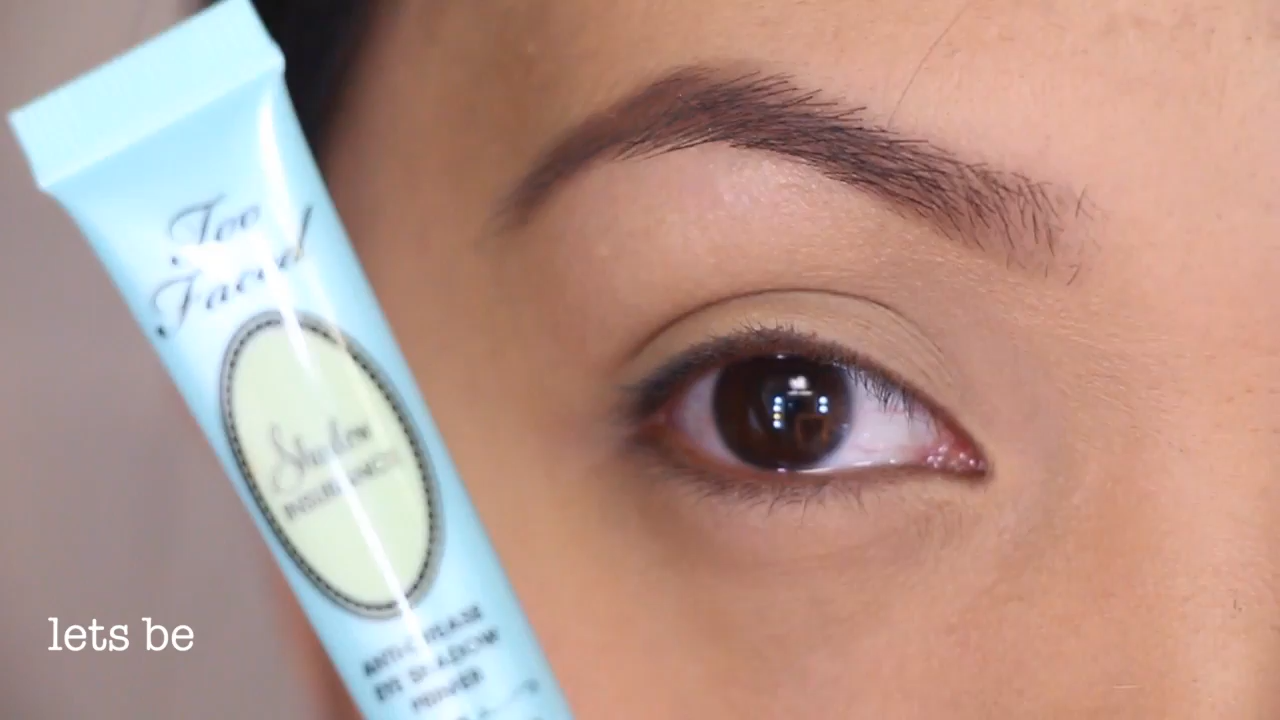 Too
Faced
Shadow
INSURANCE
ANTI-CREASE
EYE SHADOW
PRIMER
lets be